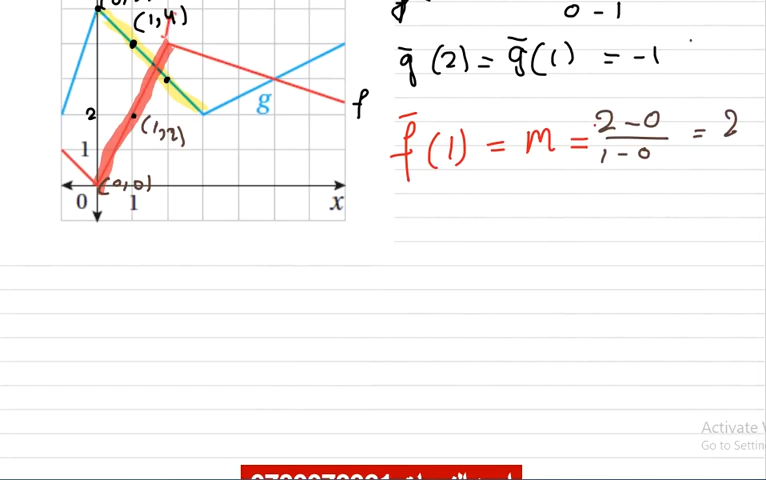 (1,4)
2
(1,2)
1
(0,0)
0 1 x
g
f
0 - 1
g̅ (2) = g̅ (1) = -1
f̅ (1) = m = 2 - 0 / 1 - 0 = 2
Activate
Go to Settin